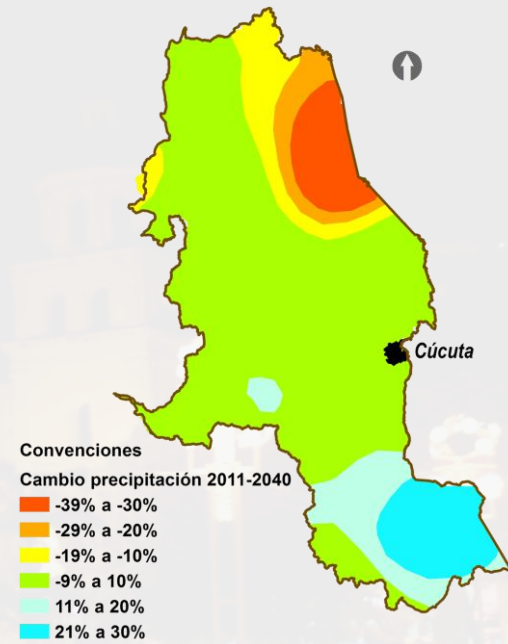 Cúcuta
Convenciones
Cambio precipitación 2011-2040
-39% a -30%
-29% a -20%
-19% a -10%
-9% a 10%
11% a 20%
21% a 30%